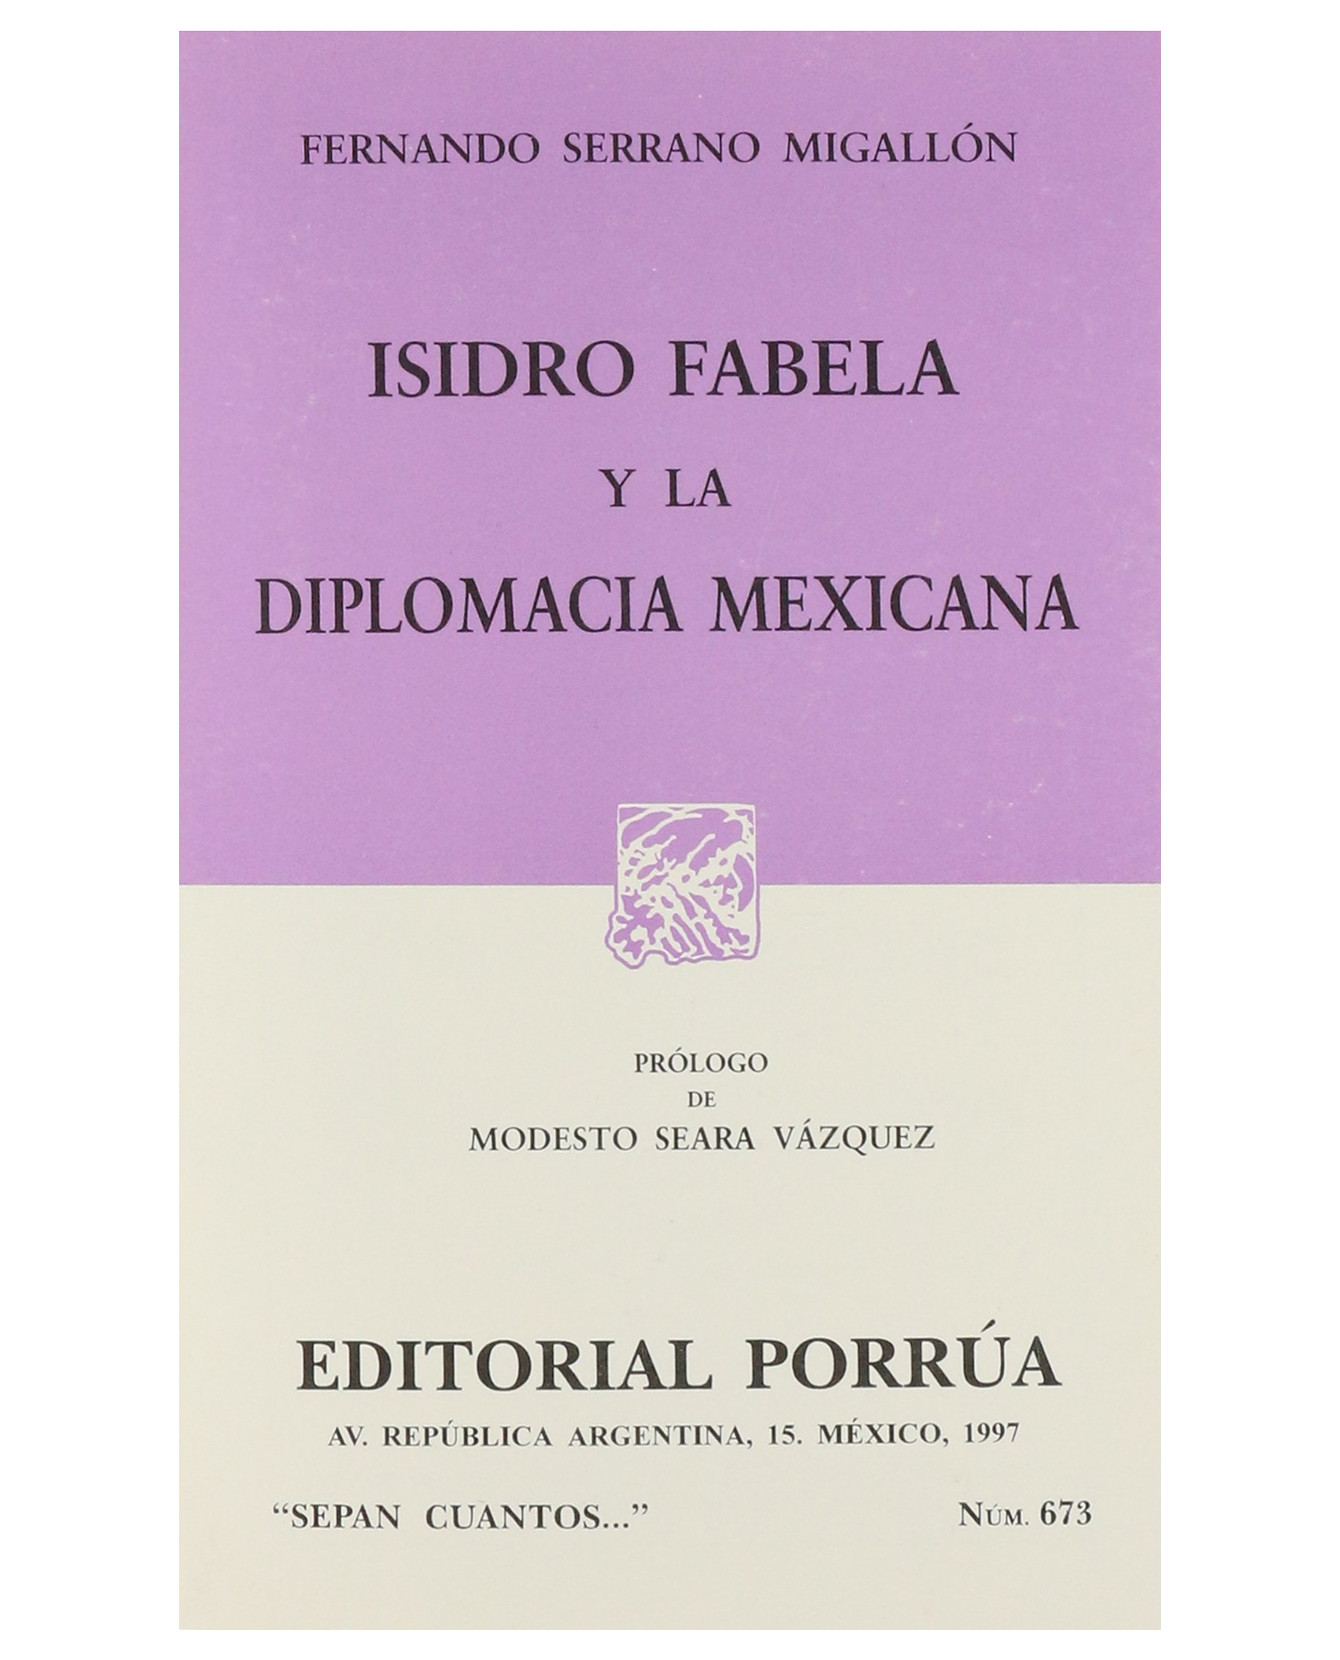 FERNANDO SERRANO MIGALLÓN
ISIDRO FABELA
Y LA
DIPLOMACIA MEXICANA
PRÓLOGO
DE
MODESTO SEARA VÁZQUEZ
EDITORIAL PORRÚA
AV. REPÚBLICA ARGENTINA, 15. MÉXICO, 1997
“SEPAN CUANTOS...” NÚM. 673